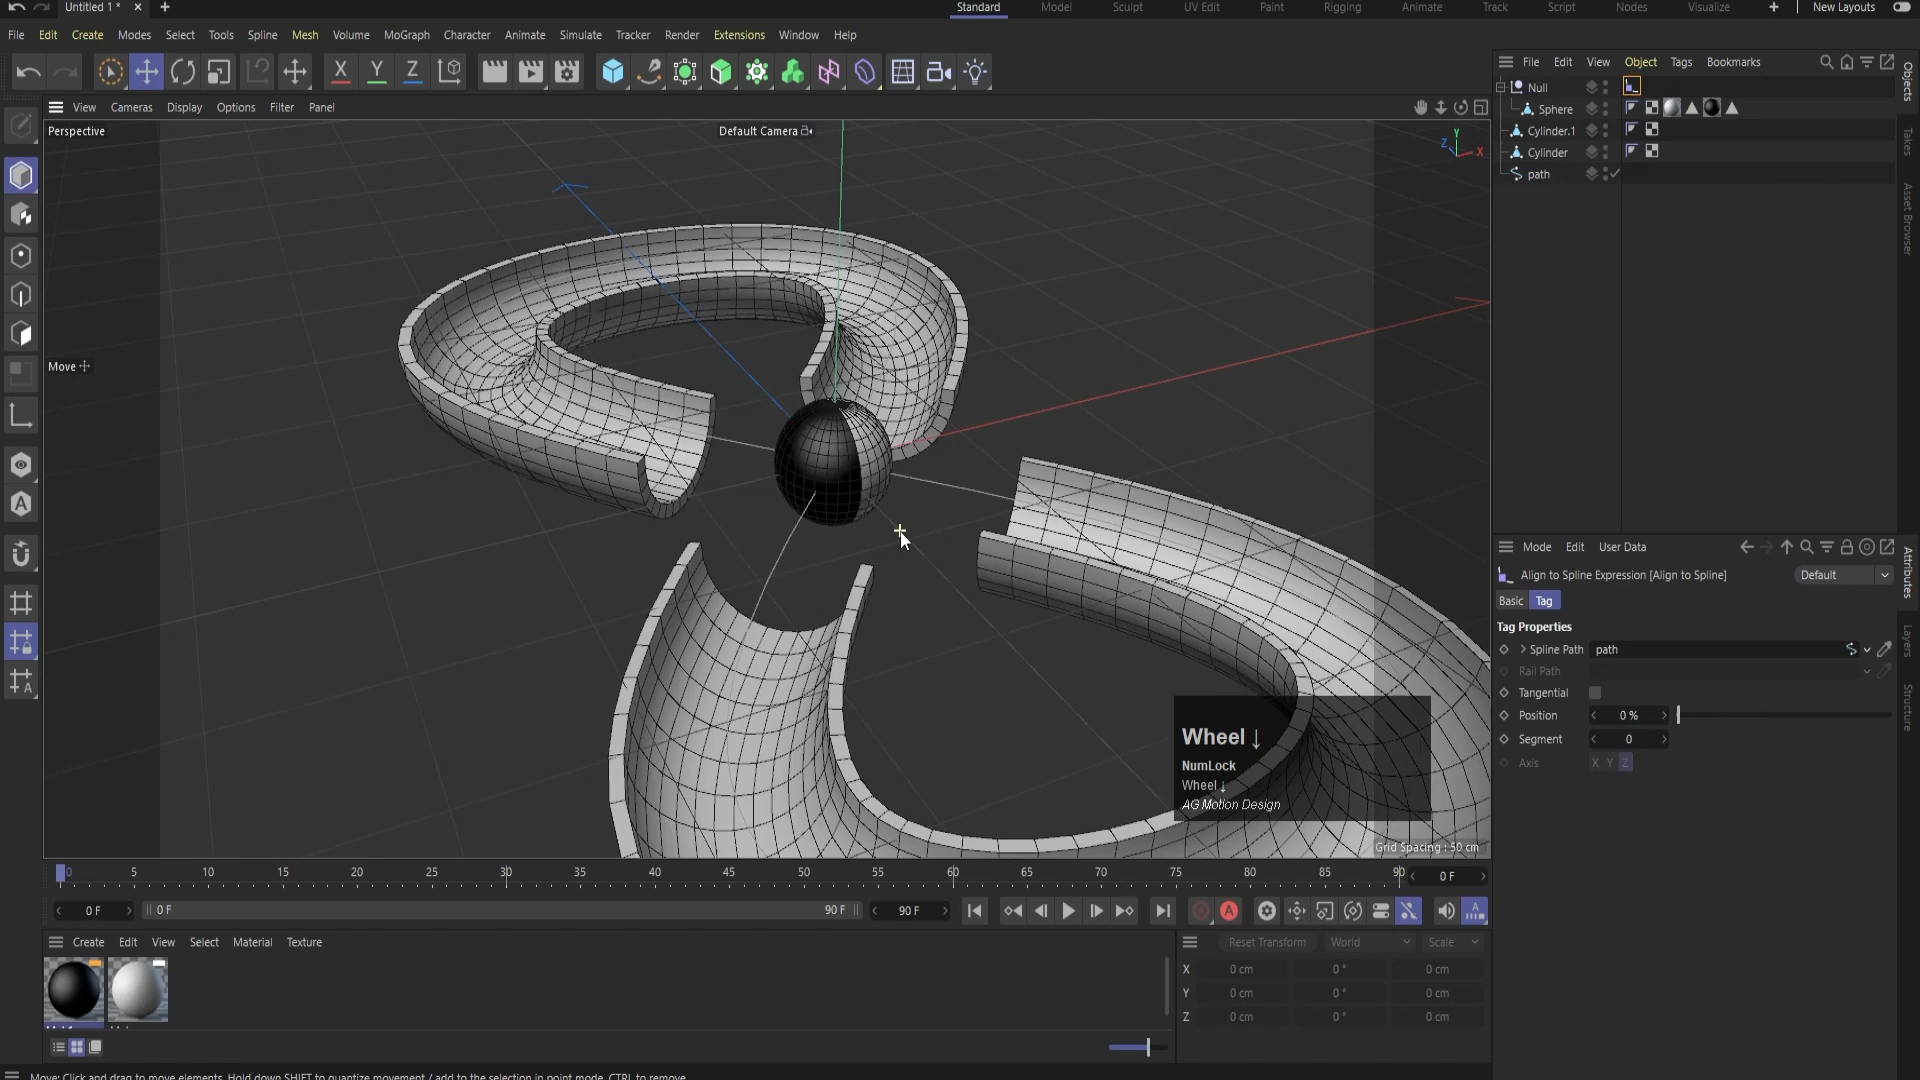 Untitled 1 *
Standard
Model
Sculpt
UV Edit
Paint
Rigging
Animate
Track
Script
Nodes
Visualize
New Layouts
File Edit Create Modes Select Tools Spline Mesh Volume MoGraph Character Animate Simulate Tracker Render Extensions Window Help
X Y Z
View Cameras Display Options Filter Panel
Perspective
Default Camera
Y
Z
X
Move
Wheel ↓
NumLock
Wheel ↓
AG Motion Design
Grid Spacing : 50 cm
File Edit View Object Tags Bookmarks
Null
Sphere
Cylinder.1
Cylinder
path
Objects
Takes
Asset Browser
Mode Edit User Data
Align to Spline Expression [Align to Spline]
Default
Basic Tag
Tag Properties
Spline Path path
Rail Path
Tangential
Position 0 %
Segment 0
Axis X Y Z
Attributes
Layers
Structure
0 5 10 15 20 25 30 35 40 45 50 55 60 65 70 75 80 85 90
0 F
0 F
0 F
90 F
90 F
Create Edit View Select Material Texture
Reset Transform World Scale
X 0 cm 0 ° 0 cm
Y 0 cm 0 ° 0 cm
Z 0 cm 0 ° 0 cm
Move: Click and drag to move elements. Hold down SHIFT to quantize movement / add to the selection in point mode, CTRL to remove.